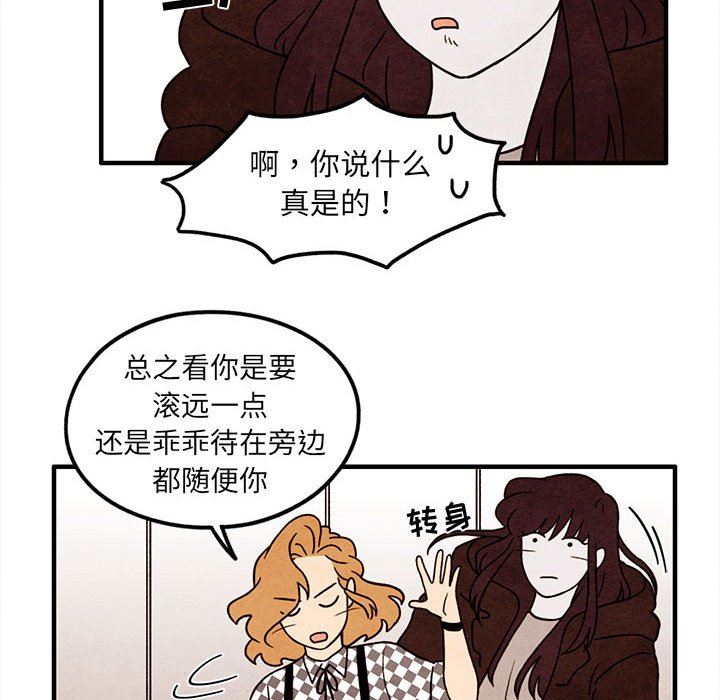 啊，你说什么
真是的！
总之看你是要
滚远一点
还是乖乖待在旁边
都随便你
转身